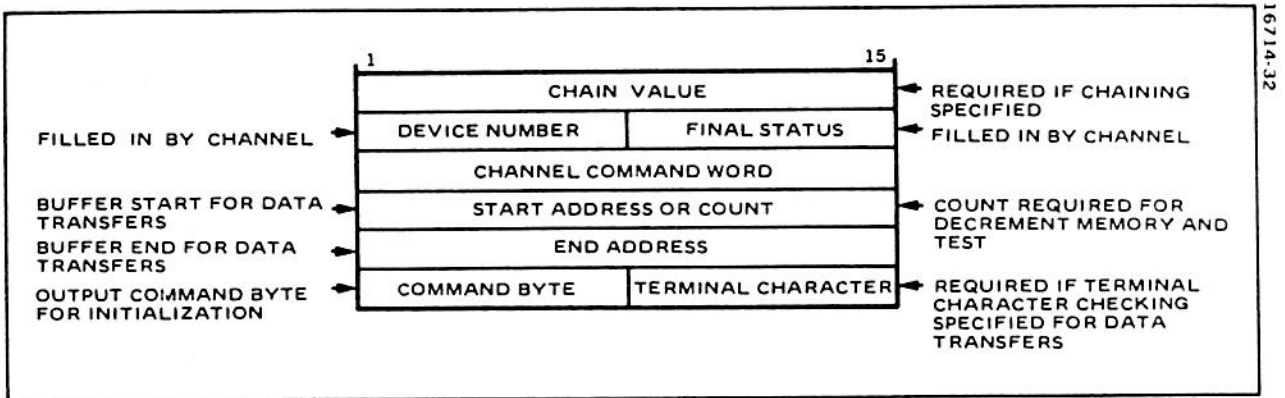 16714-32
1 15
CHAIN VALUE
REQUIRED IF CHAINING
SPECIFIED
FILLED IN BY CHANNEL
DEVICE NUMBER
FINAL STATUS
FILLED IN BY CHANNEL
CHANNEL COMMAND WORD
BUFFER START FOR DATA
TRANSFERS
START ADDRESS OR COUNT
COUNT REQUIRED FOR
DECREMENT MEMORY AND
TEST
BUFFER END FOR DATA
TRANSFERS
END ADDRESS
OUTPUT COMMAND BYTE
FOR INITIALIZATION
COMMAND BYTE
TERMINAL CHARACTER
REQUIRED IF TERMINAL
CHARACTER CHECKING
SPECIFIED FOR DATA
TRANSFERS